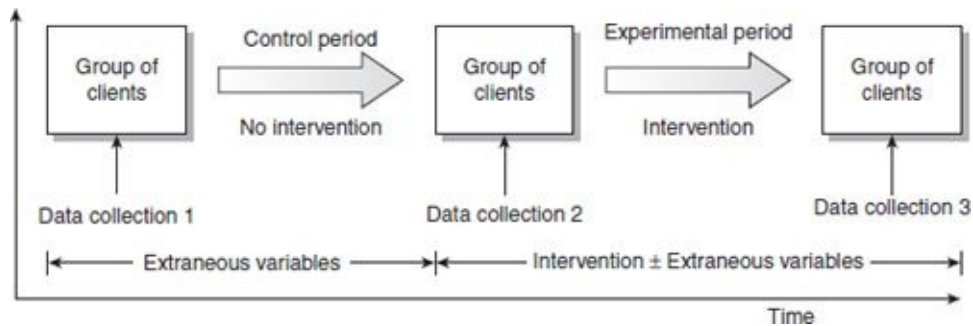 Group of
clients
Control period
No intervention
Group of
clients
Experimental period
Intervention
Group of
clients
Data collection 1
Data collection 2
Data collection 3
Extraneous variables
Intervention ± Extraneous variables
Time